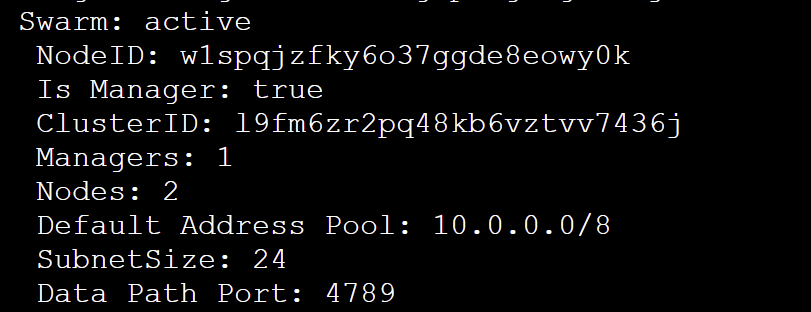 Swarm: active
NodeID: w1spqjzfky6o37ggde8eowy0k
Is Manager: true
ClusterID: l9fm6zr2pq48kb6vztvv7436j
Managers: 1
Nodes: 2
Default Address Pool: 10.0.0.0/8
SubnetSize: 24
Data Path Port: 4789